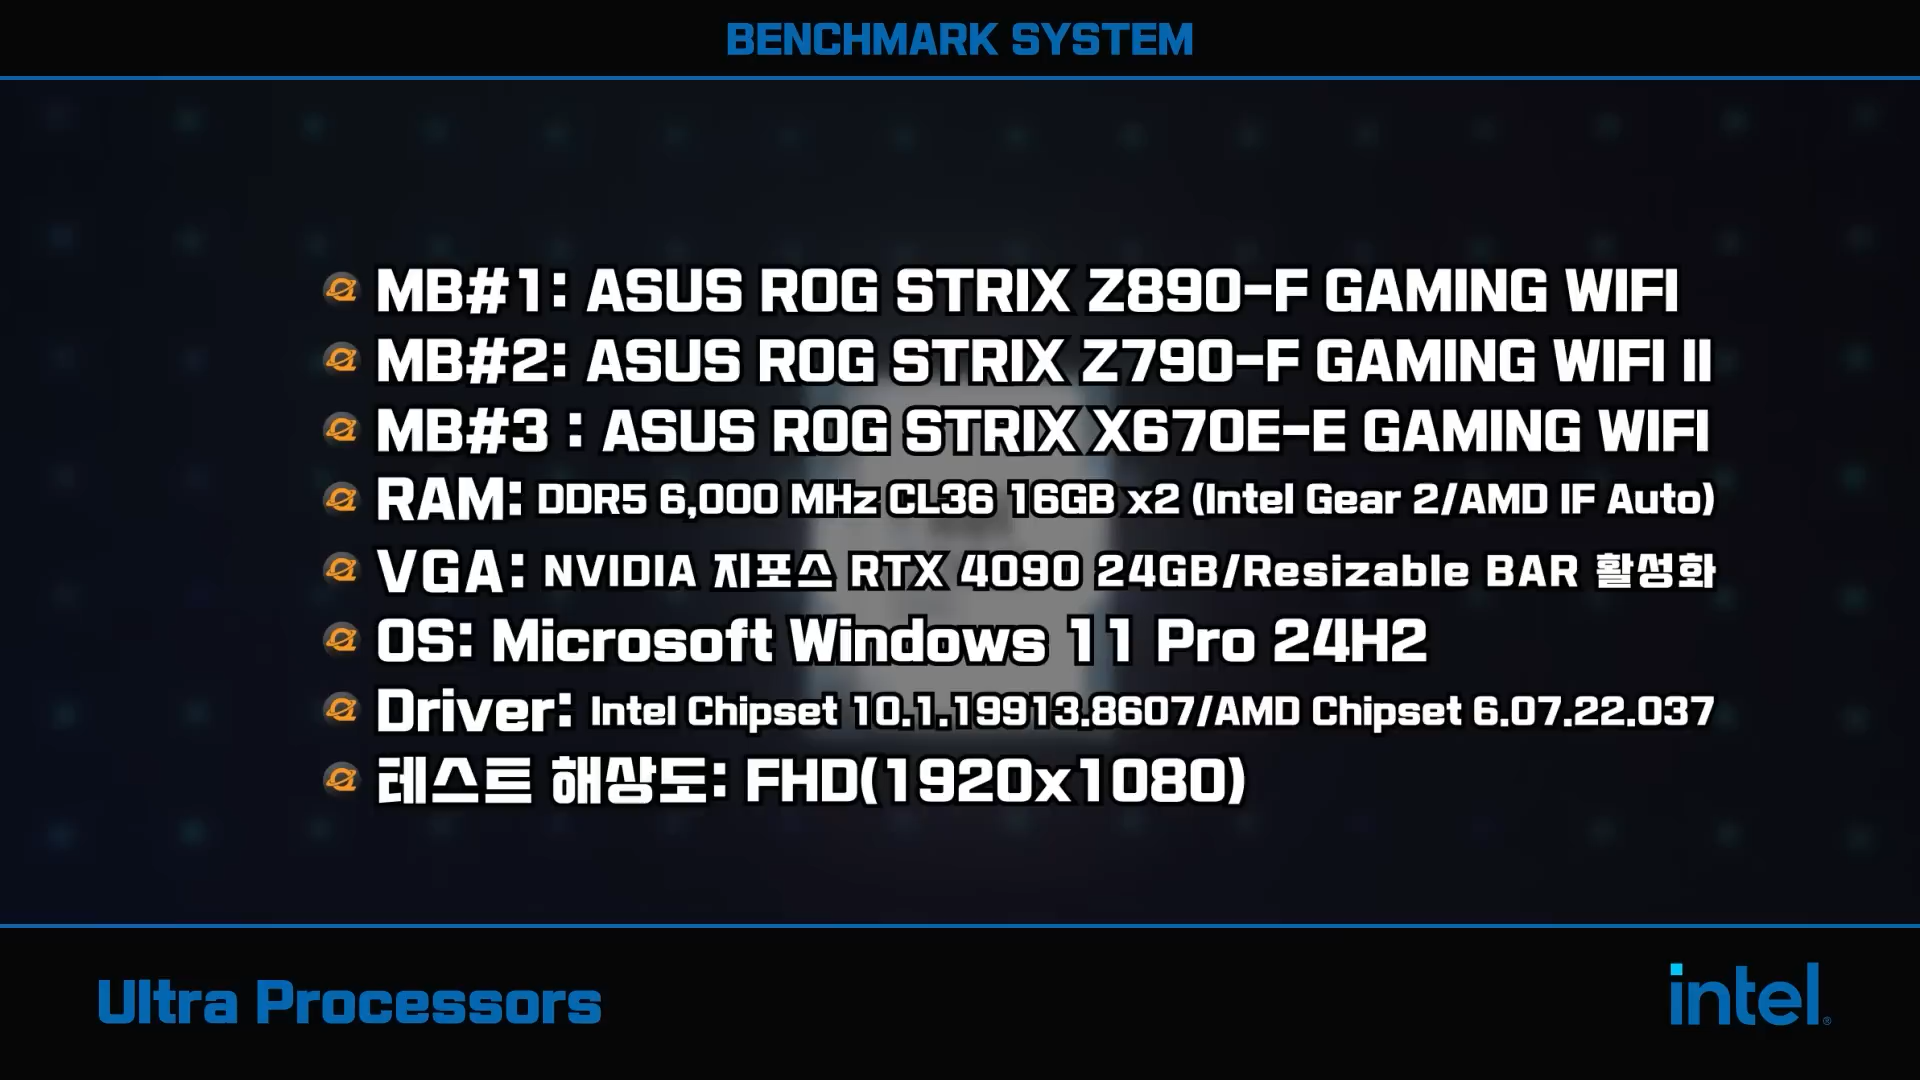 BENCHMARK SYSTEM
MB#1: ASUS ROG STRIX Z890-F GAMING WIFI
MB#2: ASUS ROG STRIX Z790-F GAMING WIFI II
MB#3 : ASUS ROG STRIX X670E-E GAMING WIFI
RAM: DDR5 6,000 MHz CL36 16GB x2 (Intel Gear 2/AMD IF Auto)
VGA: NVIDIA 지포스 RTX 4090 24GB/Resizable BAR 활성화
OS: Microsoft Windows 11 Pro 24H2
Driver: Intel Chipset 10.1.19913.8607/AMD Chipset 6.07.22.037
테스트 해상도: FHD(1920x1080)
Ultra Processors
intel®